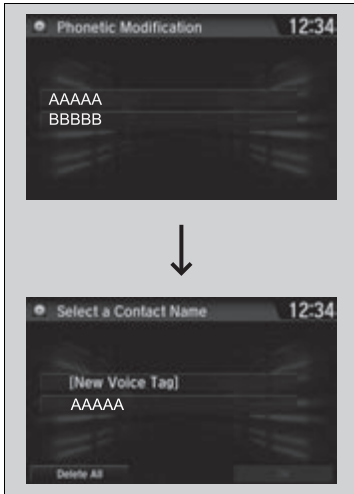 Phonetic Modification 12:34
AAAAA
BBBBB
Select a Contact Name 12:34
[New Voice Tag]
AAAAA
Delete All